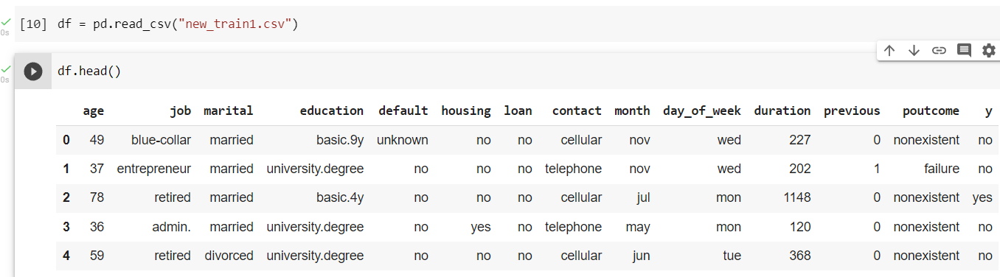 [10] df = pd.read_csv("new_train1.csv")
0s
df.head()
0s
age job marital education default housing loan contact month day_of_week duration previous poutcome y
0 49 blue-collar married basic.9y unknown no no cellular nov wed 227 0 nonexistent no
1 37 entrepreneur married university.degree no no no telephone nov wed 202 1 failure no
2 78 retired married basic.4y no no no cellular jul mon 1148 0 nonexistent yes
3 36 admin. married university.degree no yes no telephone may mon 120 0 nonexistent no
4 59 retired divorced university.degree no no no cellular jun tue 368 0 nonexistent no